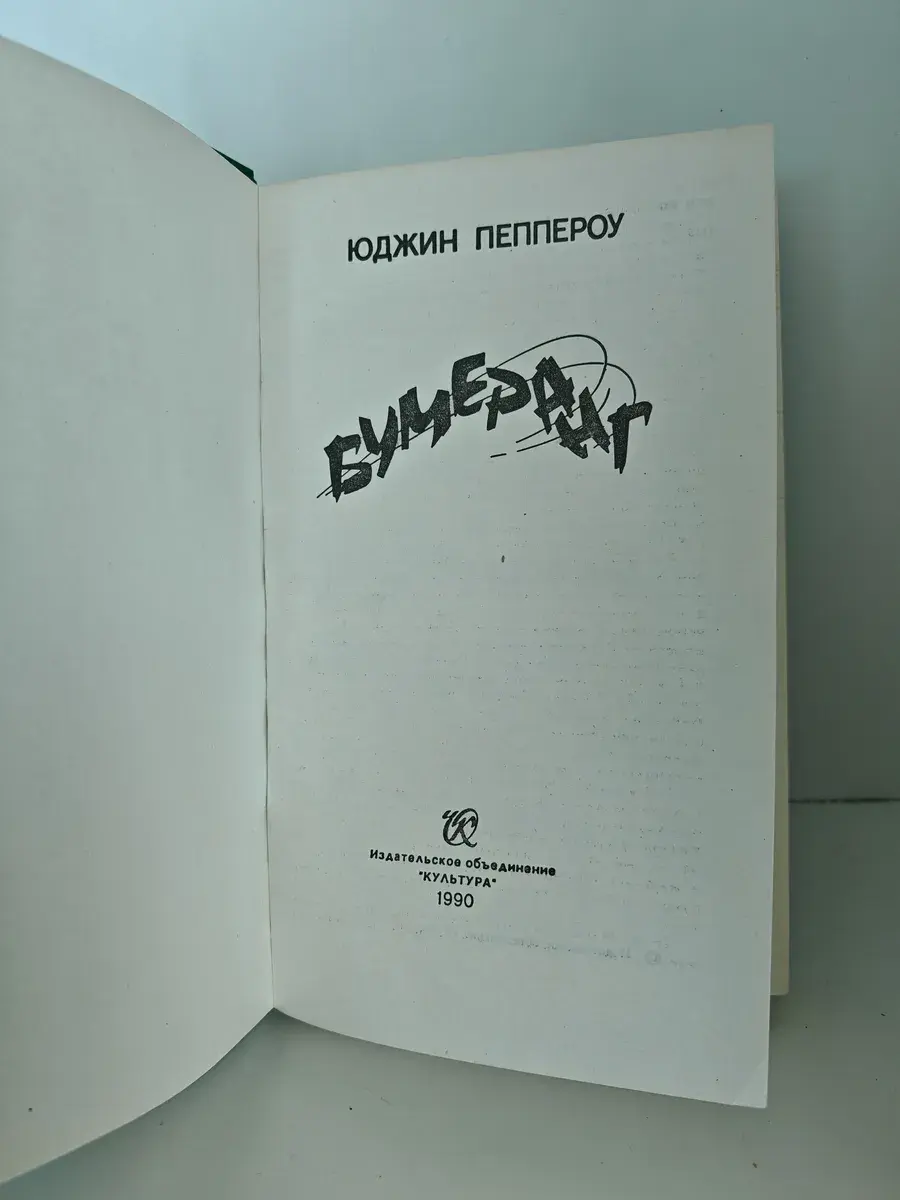 ЮДЖИН ПЕППЕРОУ
БУМЕРАНГ
Издательское объединение
"КУЛЬТУРА"
1990